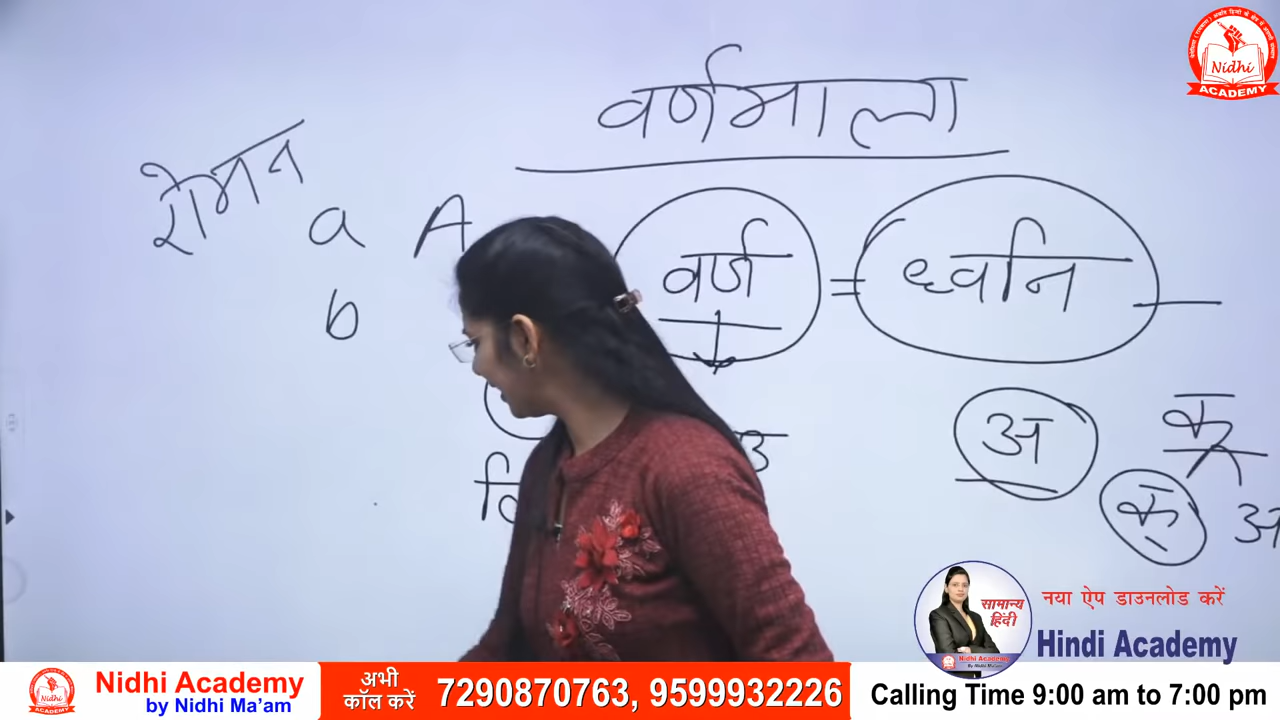 वर्णमाला
रोमन
a A
b
वर्ण = ध्वनि
अ क
क् अ
Nidhi
ACADEMY
सामान्य
हिंदी
नया ऐप डाउनलोड करें
Hindi Academy
Nidhi Academy
by Nidhi Ma'am
अभी
कॉल करें
7290870763, 9599932226
Calling Time 9:00 am to 7:00 pm